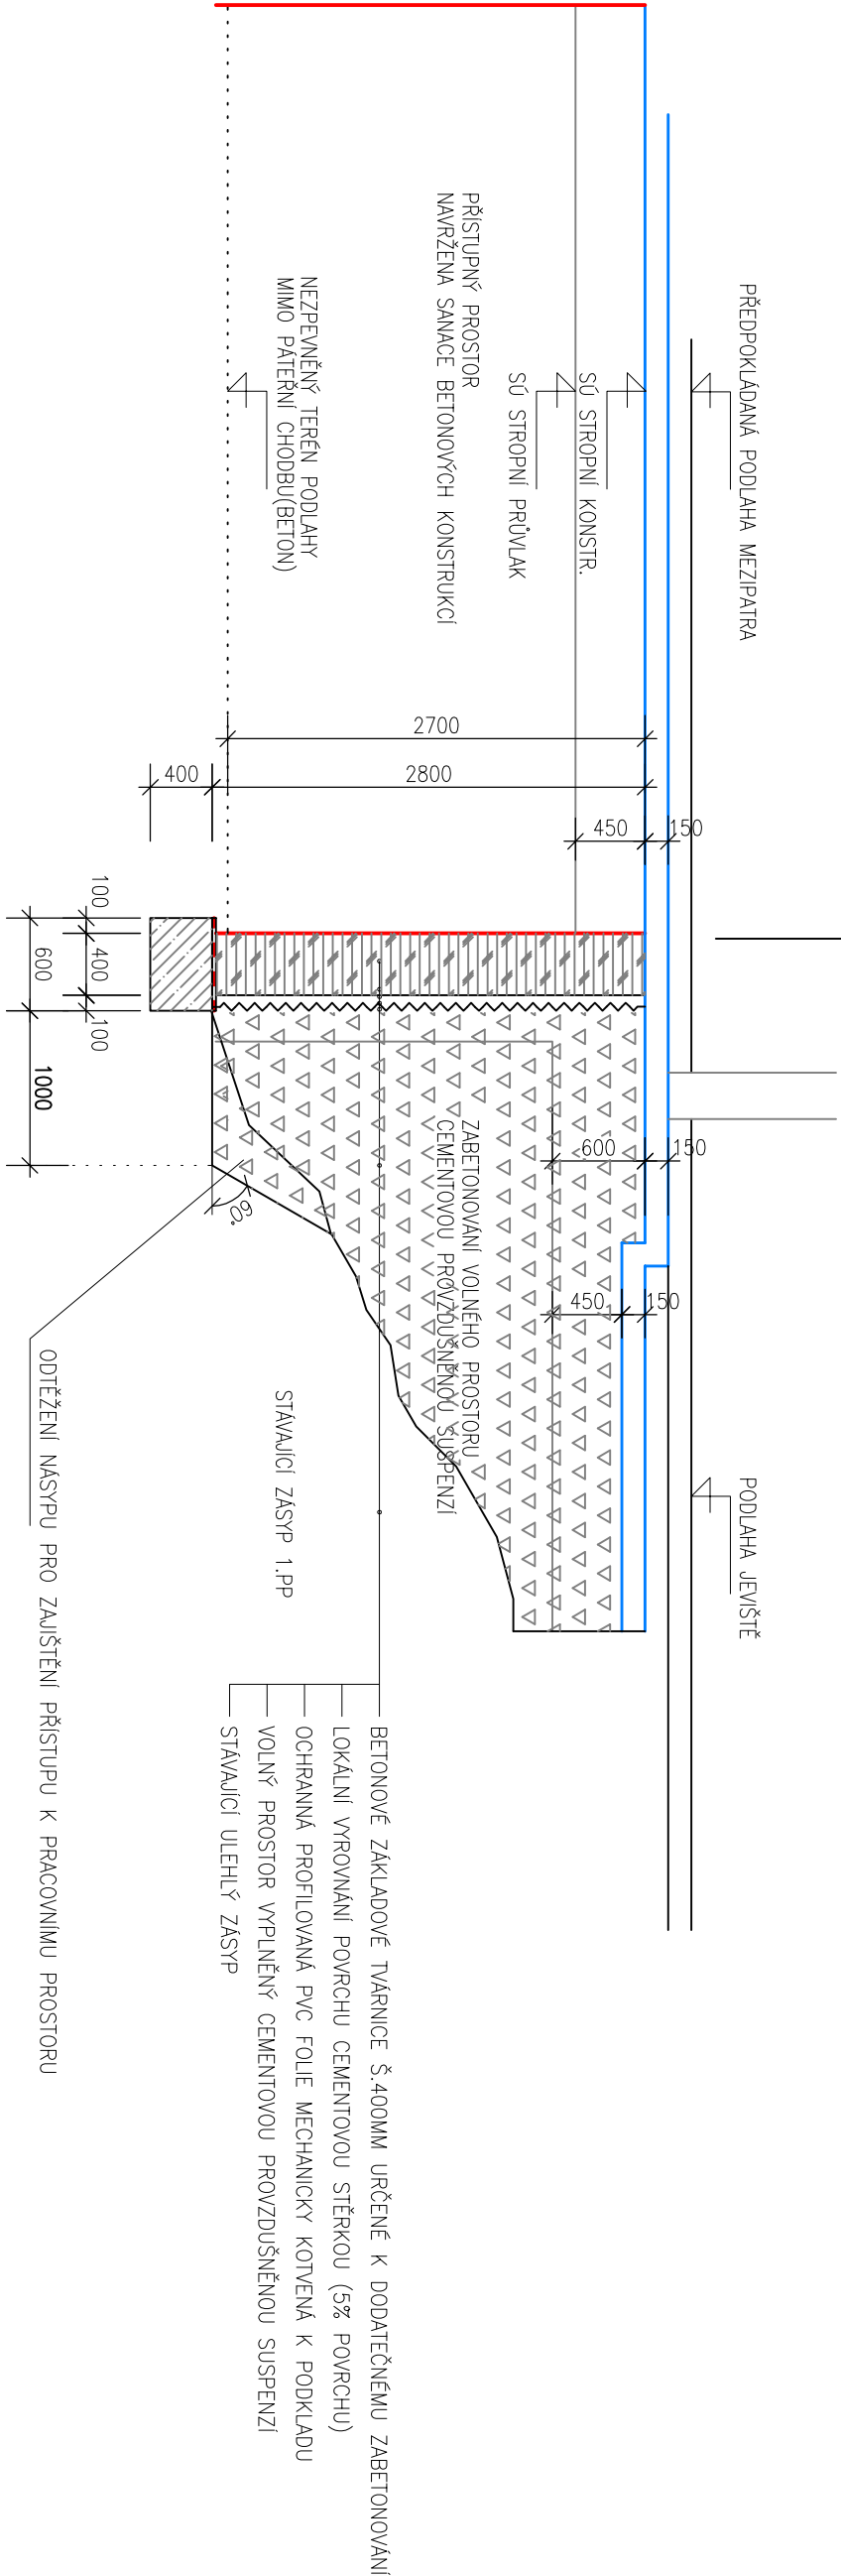 PŘEDPOKLÁDANÁ PODLAHA MEZIPATRA
PODLAHA JEVIŠTĚ
SÚ STROPNÍ KONSTR.
SÚ STROPNÍ PRŮVLAK
PŘÍSTUPNÝ PROSTOR
NAVRŽENA SANACE BETONOVÝCH KONSTRUKCÍ
NEZPEVNĚNÝ TERÉN PODLAHY
MIMO PÁTEŘNÍ CHODBU(BETON)
2700
2800
400
450
150
600
150
450
150
ZABETONOVÁNÍ VOLNÉHO PROSTORU
CEMENTOVOU PROVZDUŠNĚNOU SUSPENZÍ
60°
STÁVAJÍCÍ ZÁSYP 1.PP
100
400
100
600
1000
BETONOVÉ ZÁKLADOVÉ TVÁRNICE Š.400MM URČENÉ K DODATEČNÉMU ZABETONOVÁNÍ
LOKÁLNÍ VYROVNÁNÍ POVRCHU CEMENTOVOU STĚRKOU (5% POVRCHU)
OCHRANNÁ PROFILOVANÁ PVC FOLIE MECHANICKY KOTVENÁ K PODKLADU
VOLNÝ PROSTOR VYPLNĚNÝ CEMENTOVOU PROVZDUŠNĚNOU SUSPENZÍ
STÁVAJÍCÍ ULEHLÝ ZÁSYP
ODTĚŽENÍ NÁSYPU PRO ZAJIŠTĚNÍ PŘÍSTUPU K PRACOVNÍMU PROSTORU